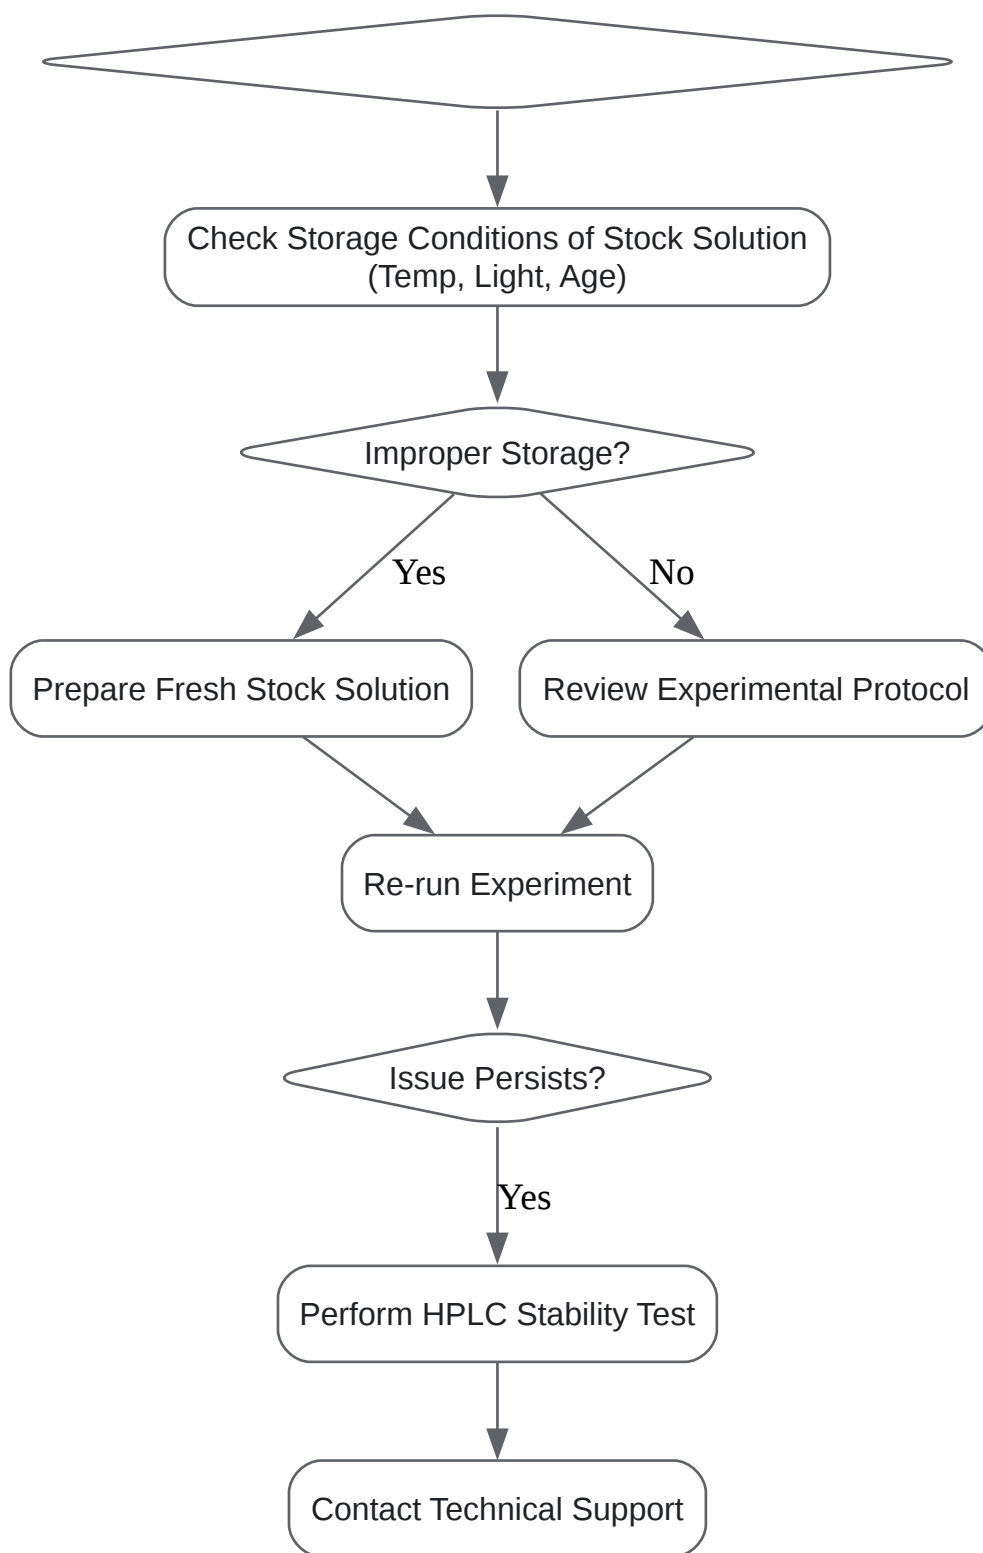 Check Storage Conditions of Stock Solution
(Temp, Light, Age)
Improper Storage?
Yes
No
Prepare Fresh Stock Solution
Review Experimental Protocol
Re-run Experiment
Issue Persists?
Yes
Perform HPLC Stability Test
Contact Technical Support